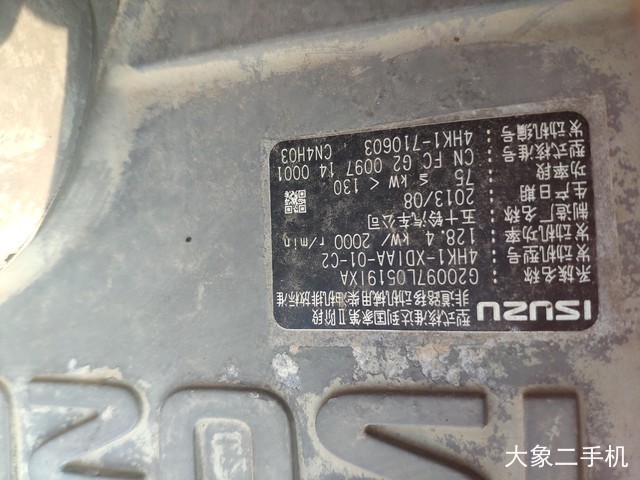 ISUZU
型式核准达到国家第Ⅱ阶段
非道路移动机械用柴油机排放标准
系族名称 : G20097L05191XA
发动机型号 : 4HK1-XDIAA-01-C2
发动机功率 : 128.4 kW/ 2000 r/min
制造厂名称 : 五十铃汽车公司
生产日期 : 2013/08
功率段 : 75 ≤ kW < 130
型式核准号 : CN FC G2 0097 14 0001
发动机编号 : 4HK1-710603 CN4H03
ISUZU
大象二手机